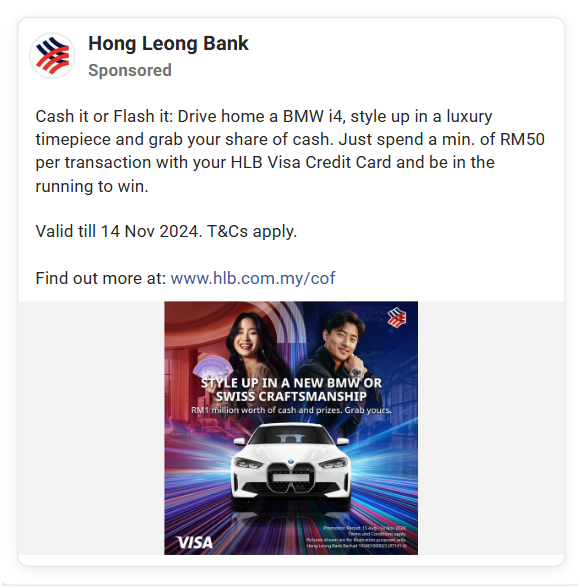 Hong Leong Bank
Sponsored
Cash it or Flash it: Drive home a BMW i4, style up in a luxury
timepiece and grab your share of cash. Just spend a min. of RM50
per transaction with your HLB Visa Credit Card and be in the
running to win.
Valid till 14 Nov 2024. T&Cs apply.
Find out more at: www.hlb.com.my/cof
STYLE UP IN A NEW BMW OR
SWISS CRAFTSMANSHIP
RM1 million worth of cash and prizes. Grab yours.
Promotion Period: 15 Aug - 14 Nov 2024
Terms and Conditions apply.
Pictures shown are for illustration purposes only.
Hong Leong Bank Berhad
VISA